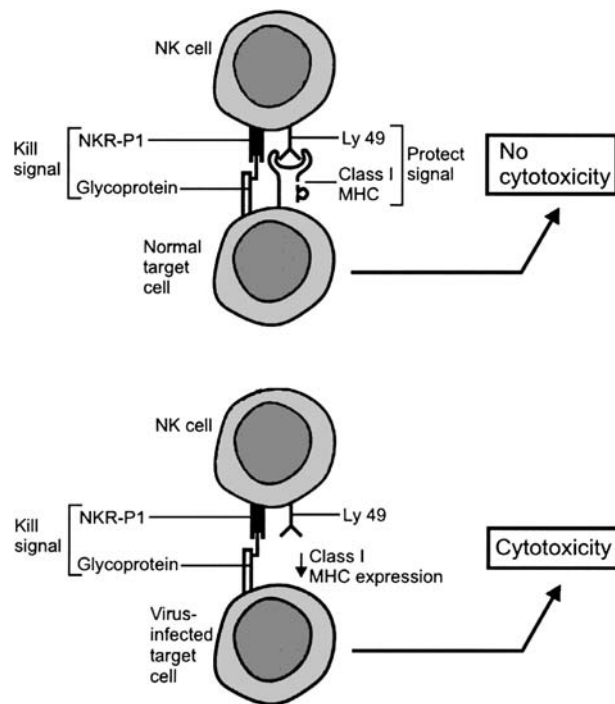 NK cell
Kill
signal
NKR-P1
Glycoprotein
Ly 49
Class I
MHC
Protect
signal
No
cytotoxicity
Normal
target
cell
NK cell
Kill
signal
NKR-P1
Glycoprotein
Ly 49
↓ Class I
MHC expression
Cytotoxicity
Virus-
infected
target
cell